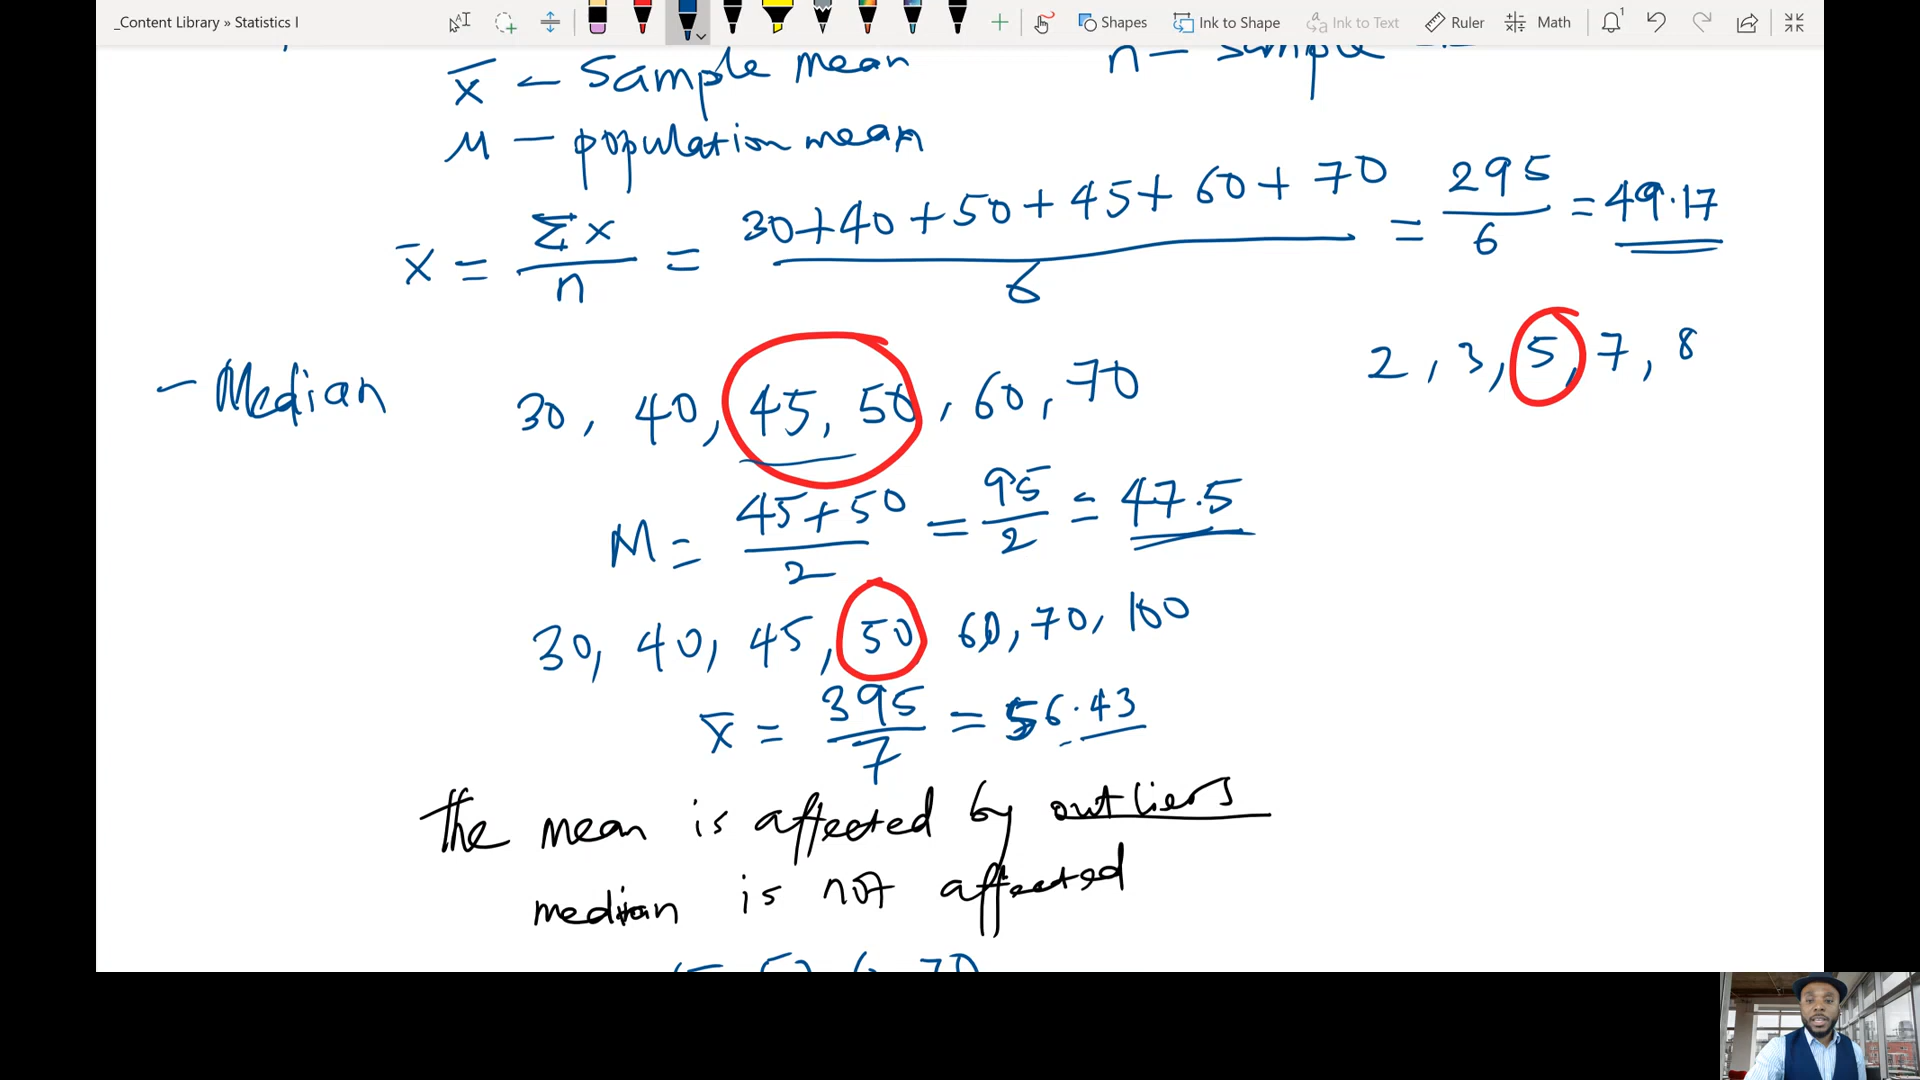 _Content Library » Statistics I
Shapes Ink to Shape Ink to Text Ruler Math 1
x̄ – Sample mean n – sample
μ – population mean
x̄ = Σx/n = 30+40+50+45+60+70/6 = 295/6 = 49.17
– Median 30, 40, 45, 50, 60, 70 2, 3, 5, 7, 8
M = 45+50/2 = 95/2 = 47.5
30, 40, 45, 50 60, 70, 100
x̄ = 395/7 = 56.43
The mean is affected by outliers
median is not affected